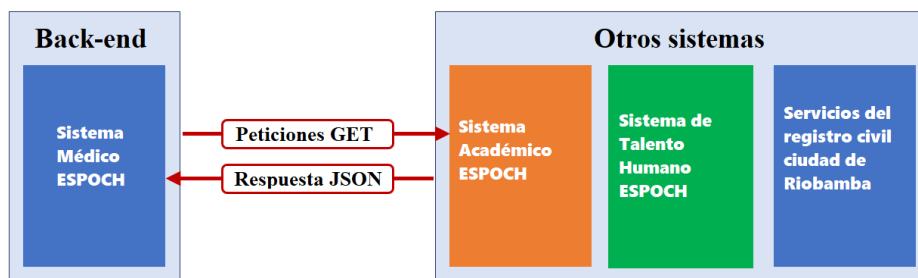 Back-end
Sistema
Médico
ESPOCH
Peticiones GET
Respuesta JSON
Otros sistemas
Sistema
Académico
ESPOCH
Sistema de
Talento
Humano
ESPOCH
Servicios del
registro civil
ciudad de
Riobamba